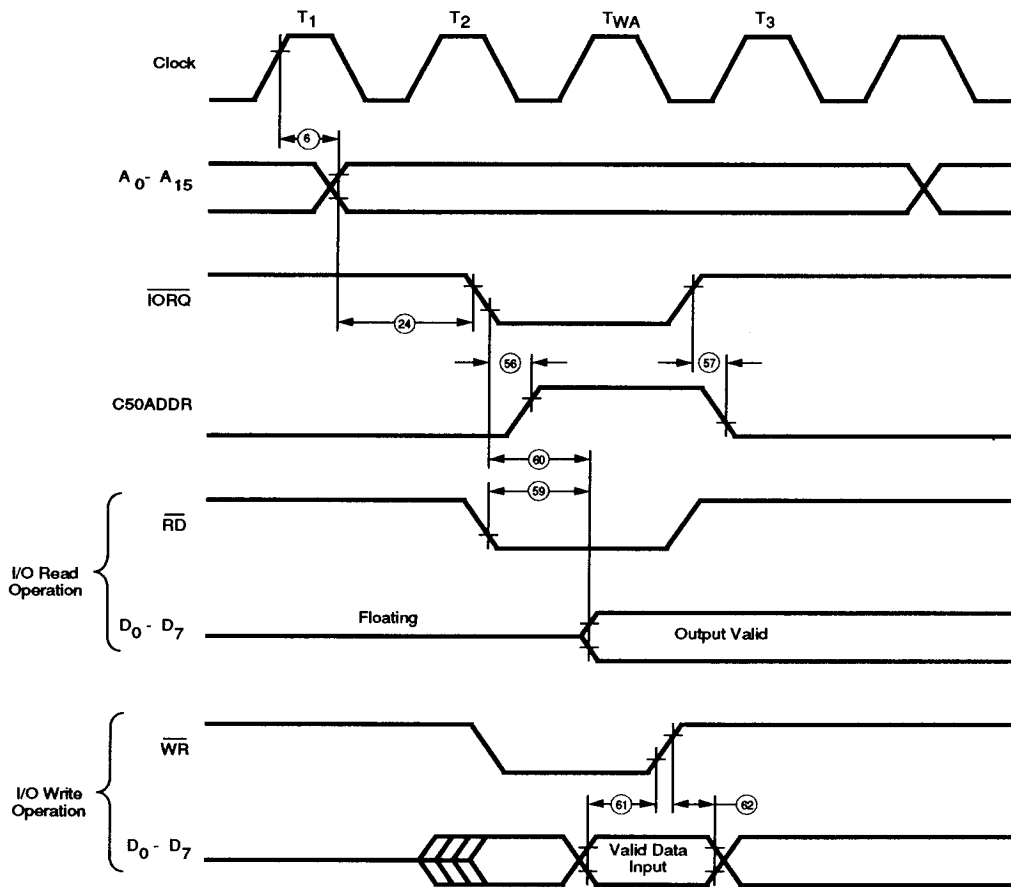 T1 T2 TWA T3
Clock
6
A0 - A15
IORQ
24
56 57
C50ADDR
60
59
RD
I/O Read
Operation
D0 - D7
Floating
Output Valid
WR
I/O Write
Operation
61 62
D0 - D7
Valid Data
Input